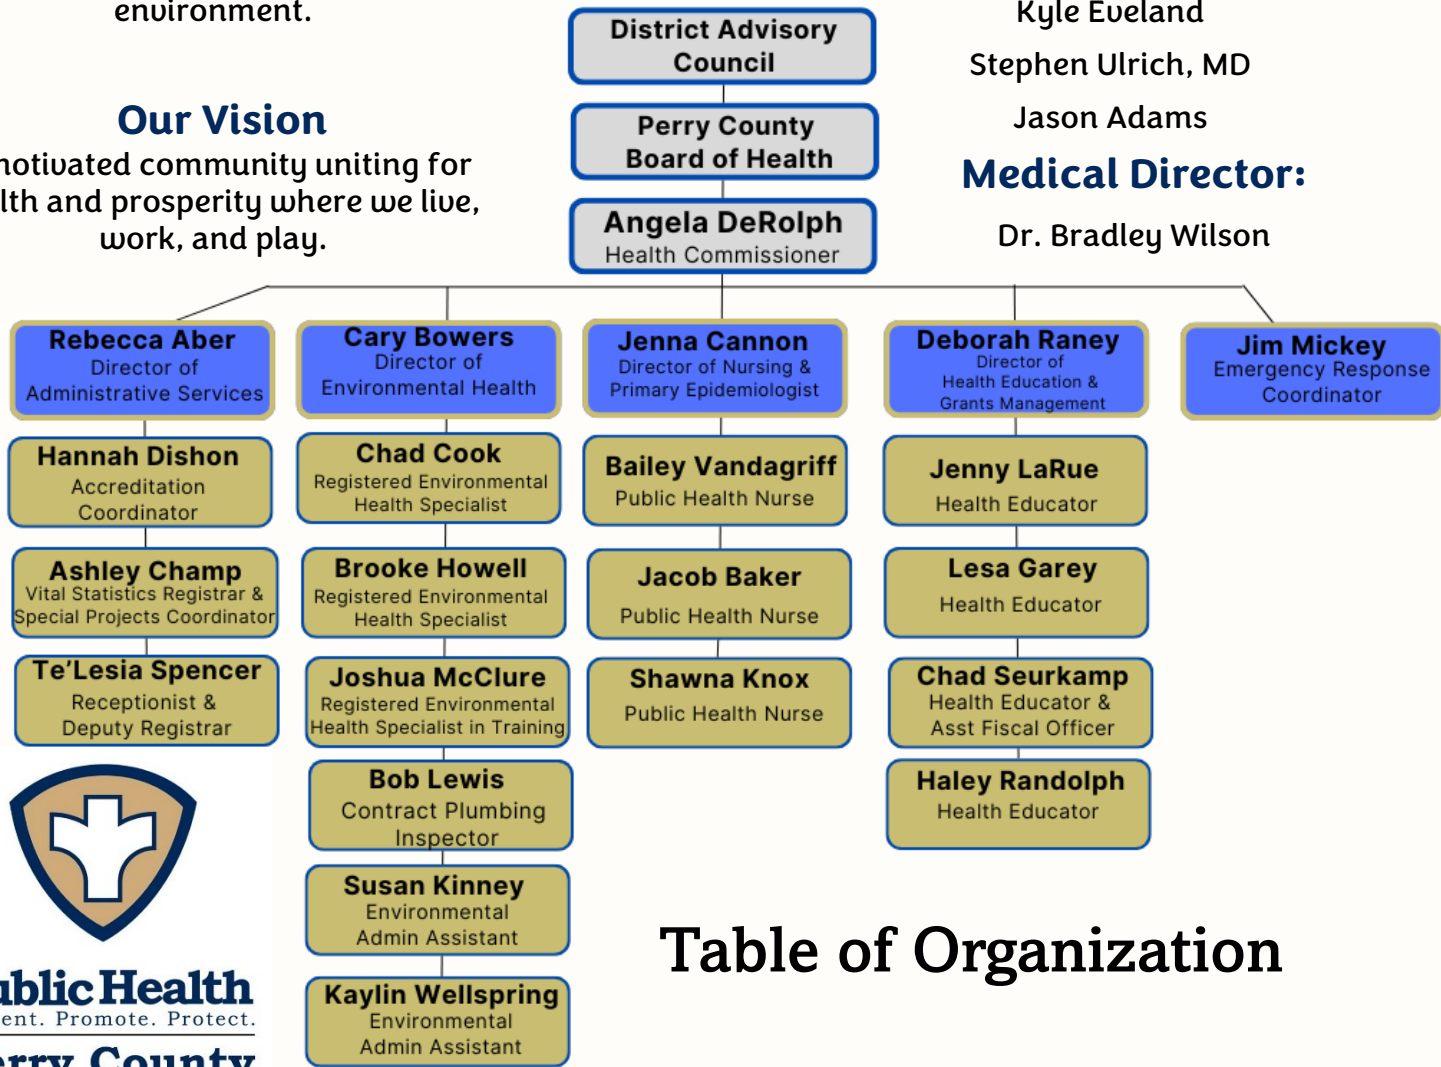 environment.
Our Vision
motivated community uniting for
lth and prosperity where we live,
work, and play.
District Advisory
Council
Perry County
Board of Health
Angela DeRolph
Health Commissioner
Kyle Eveland
Stephen Ulrich, MD
Jason Adams
Medical Director:
Dr. Bradley Wilson
Rebecca Aber
Director of
Administrative Services
Cary Bowers
Director of
Environmental Health
Jenna Cannon
Director of Nursing &
Primary Epidemiologist
Deborah Raney
Director of
Health Education &
Grants Management
Jim Mickey
Emergency Response
Coordinator
Hannah Dishon
Accreditation
Coordinator
Ashley Champ
Vital Statistics Registrar &
Special Projects Coordinator
Te’Lesia Spencer
Receptionist &
Deputy Registrar
Chad Cook
Registered Environmental
Health Specialist
Brooke Howell
Registered Environmental
Health Specialist
Joshua McClure
Registered Environmental
Health Specialist in Training
Bob Lewis
Contract Plumbing
Inspector
Susan Kinney
Environmental
Admin Assistant
Kaylin Wellspring
Environmental
Admin Assistant
Bailey Vandagriff
Public Health Nurse
Jacob Baker
Public Health Nurse
Shawna Knox
Public Health Nurse
Jenny LaRue
Health Educator
Lesa Garey
Health Educator
Chad Seurkamp
Health Educator &
Asst Fiscal Officer
Haley Randolph
Health Educator
ublic Health
ent. Promote. Protect.
erry County
Table of Organization